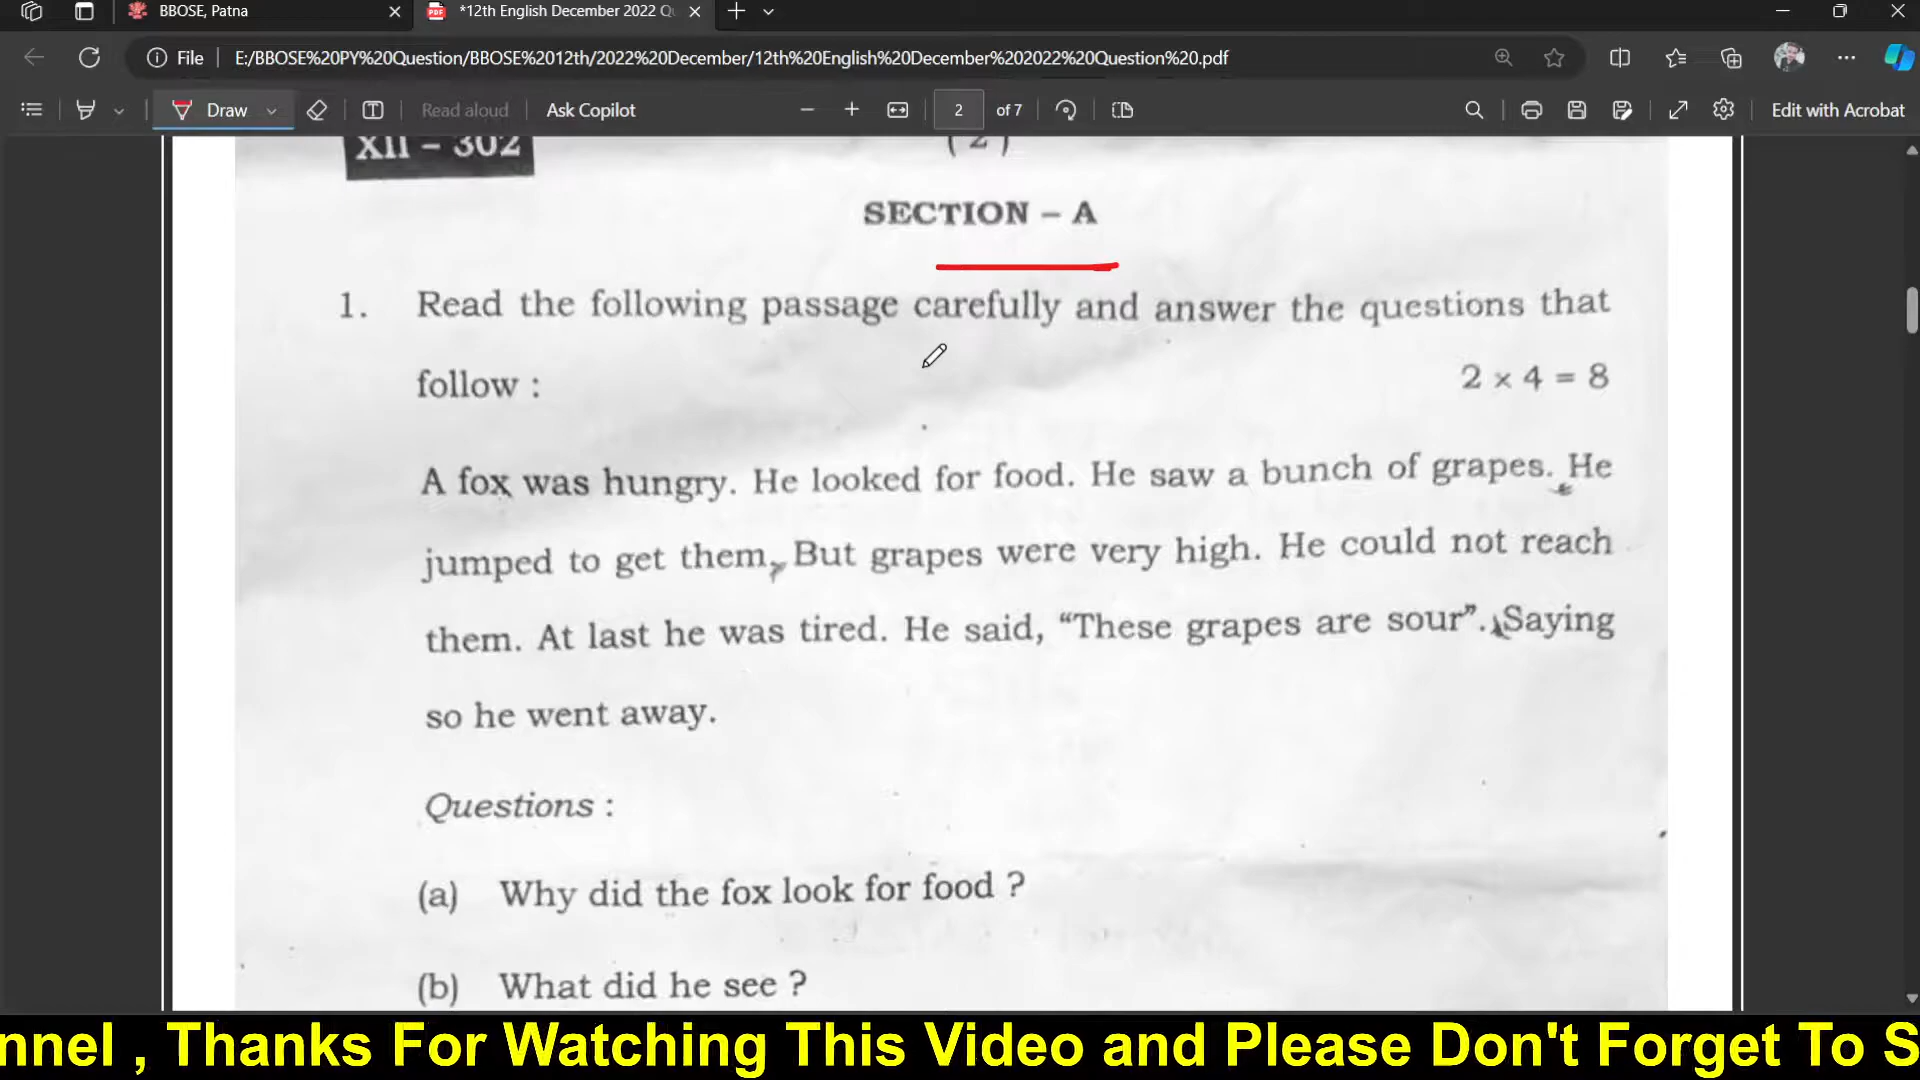 BBOSE, Patna
*12th English December 2022 Qu
File
E:/BBOSE%20PY%20Question/BBOSE%2012th/2022%20December/12th%20English%20December%202022%20Question%20.pdf
Draw
Read aloud
Ask Copilot
2 of 7
Edit with Acrobat
XII – 302
( 2 )
SECTION – A
1. Read the following passage carefully and answer the questions that
follow :
2 × 4 = 8
A fox was hungry. He looked for food. He saw a bunch of grapes. He
jumped to get them, But grapes were very high. He could not reach
them. At last he was tired. He said, “These grapes are sour”. Saying
so he went away.
Questions :
(a) Why did the fox look for food ?
(b) What did he see ?
nnel , Thanks For Watching This Video and Please Don't Forget To S